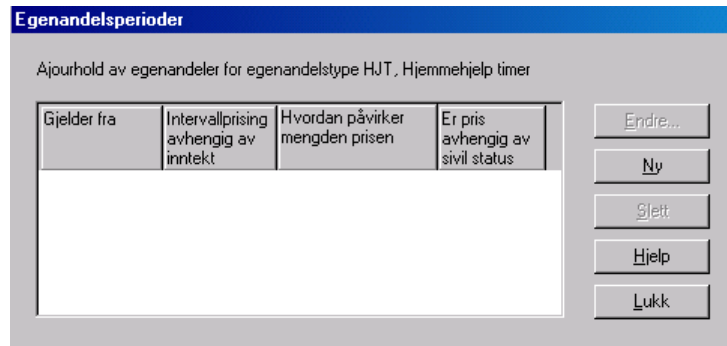 Egenandelsperioder
Ajourhold av egenandeler for egenandelstype HJT, Hjemmehjelp timer
Gjelder fra
Intervallprising
avhengig av
inntekt
Hvordan påvirker
mengden prisen
Er pris
avhengig av
sivil status
Endre...
Ny
Slett
Hjelp
Lukk